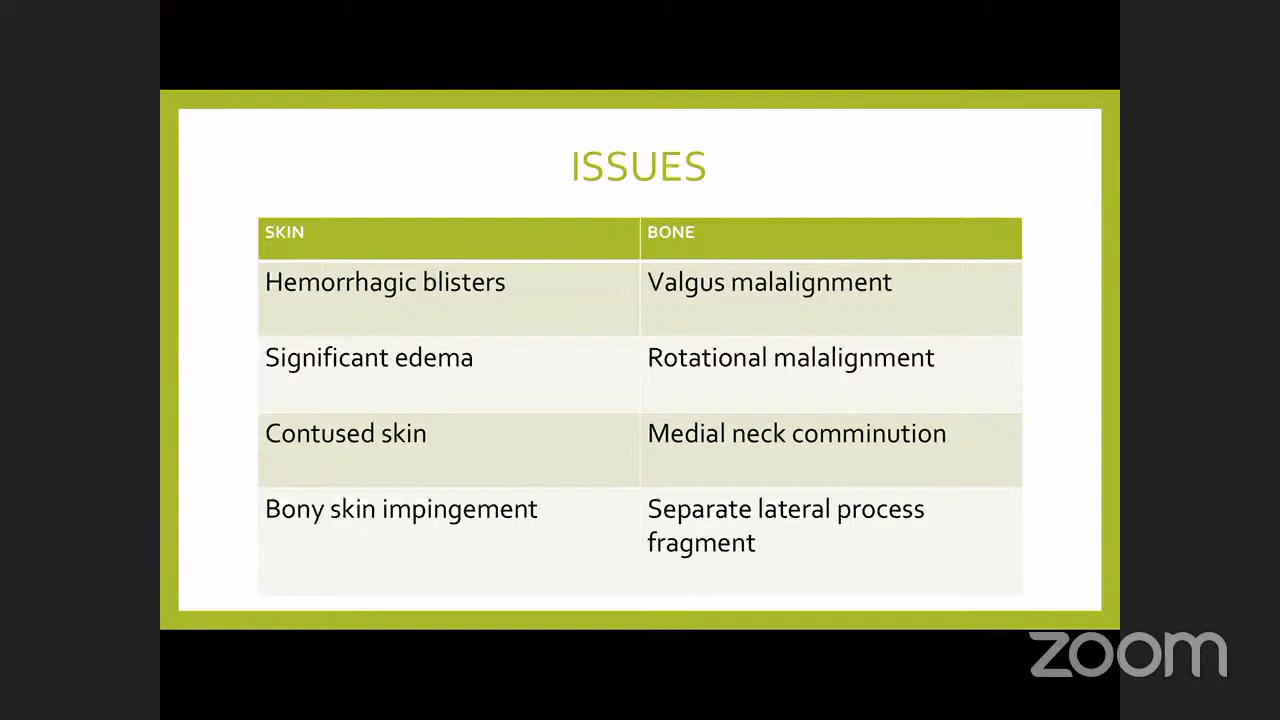 ISSUES
SKIN
BONE
Hemorrhagic blisters
Valgus malalignment
Significant edema
Rotational malalignment
Contused skin
Medial neck comminution
Bony skin impingement
Separate lateral process
fragment
zoom